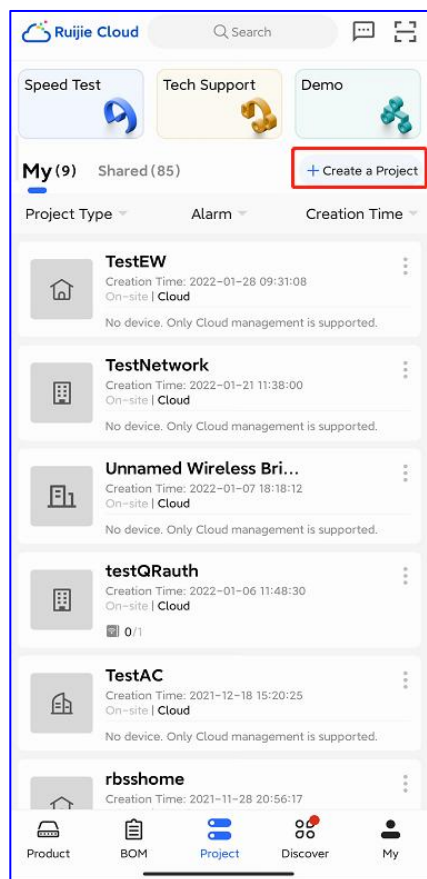 Ruijie Cloud Search
Speed Test Tech Support Demo
My (9) Shared (85) + Create a Project
Project Type Alarm Creation Time
TestEW
Creation Time: 2022-01-28 09:31:08
On-site | Cloud
No device. Only Cloud management is supported.
TestNetwork
Creation Time: 2022-01-21 11:38:00
On-site | Cloud
No device. Only Cloud management is supported.
Unnamed Wireless Bri...
Creation Time: 2022-01-07 18:18:12
On-site | Cloud
No device. Only Cloud management is supported.
testQRauth
Creation Time: 2022-01-06 11:48:30
On-site | Cloud
0/1
TestAC
Creation Time: 2021-12-18 15:20:25
On-site | Cloud
No device. Only Cloud management is supported.
rbsshome
Creation Time: 2021-11-28 20:56:17
Product BOM Project Discover My